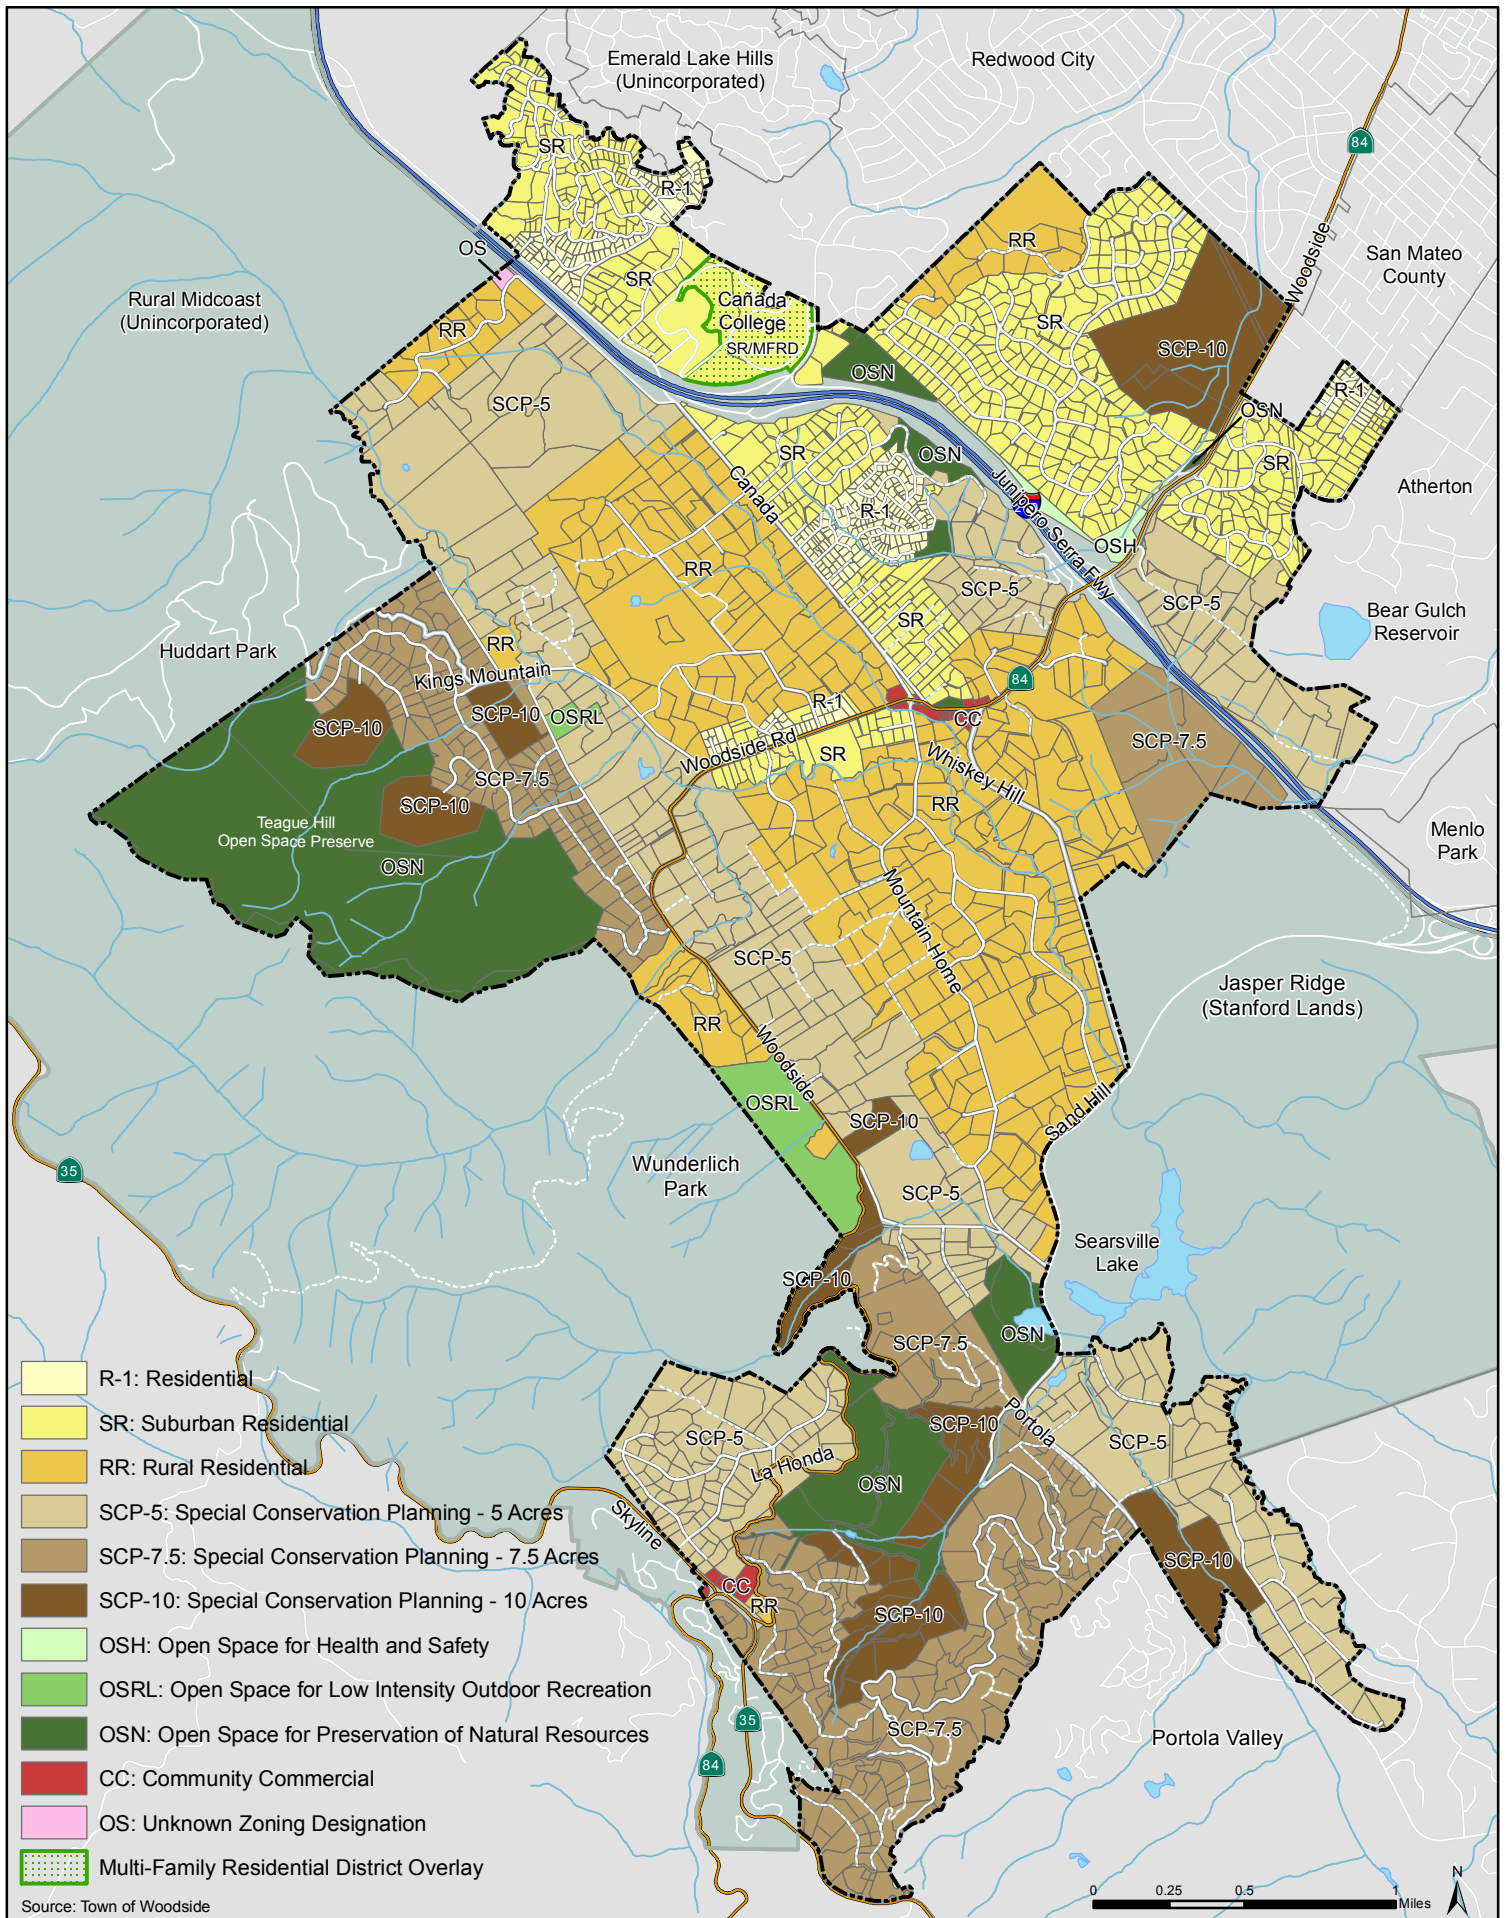 Emerald Lake Hills
(Unincorporated)
Redwood City
84
SR
R-1
Woodside
San Mateo
County
OS
RR
SR
Cañada
College
SR/MFRD
SR
Rural Midcoast
(Unincorporated)
RR
OSN
SCP-10
R-1
SCP-5
OSN
SR
OSN
SR
Canada
Junipero Serra Fwy
Atherton
R-1
OSH
RR
SCP-5
SCP-5
SR
Bear Gulch
Reservoir
Huddart Park
RR
Kings Mountain
84
R-1
SCP-10
SCP-10
OSRL
CC
SCP-7.5
Woodside Rd
SR
Whiskey Hill
SCP-7.5
SCP-10
RR
Teague Hill
Open Space Preserve
OSN
Menlo
Park
Mountain Home
SCP-5
Jasper Ridge
(Stanford Lands)
RR
Woodside
OSRL
SCP-10
Sand Hill
35
Wunderlich
Park
SCP-5
Searsville
Lake
SCP-10
OSN
SCP-7.5
Portola
SCP-10
SCP-5
SCP-5
La Honda
OSN
Skyline
SCP-10
CC
RR
SCP-10
35
SCP-7.5
Portola Valley
84
R-1: Residential
SR: Suburban Residential
RR: Rural Residential
SCP-5: Special Conservation Planning - 5 Acres
SCP-7.5: Special Conservation Planning - 7.5 Acres
SCP-10: Special Conservation Planning - 10 Acres
OSH: Open Space for Health and Safety
OSRL: Open Space for Low Intensity Outdoor Recreation
OSN: Open Space for Preservation of Natural Resources
CC: Community Commercial
OS: Unknown Zoning Designation
Multi-Family Residential District Overlay
Source: Town of Woodside
0 0.25 0.5 1
Miles
N